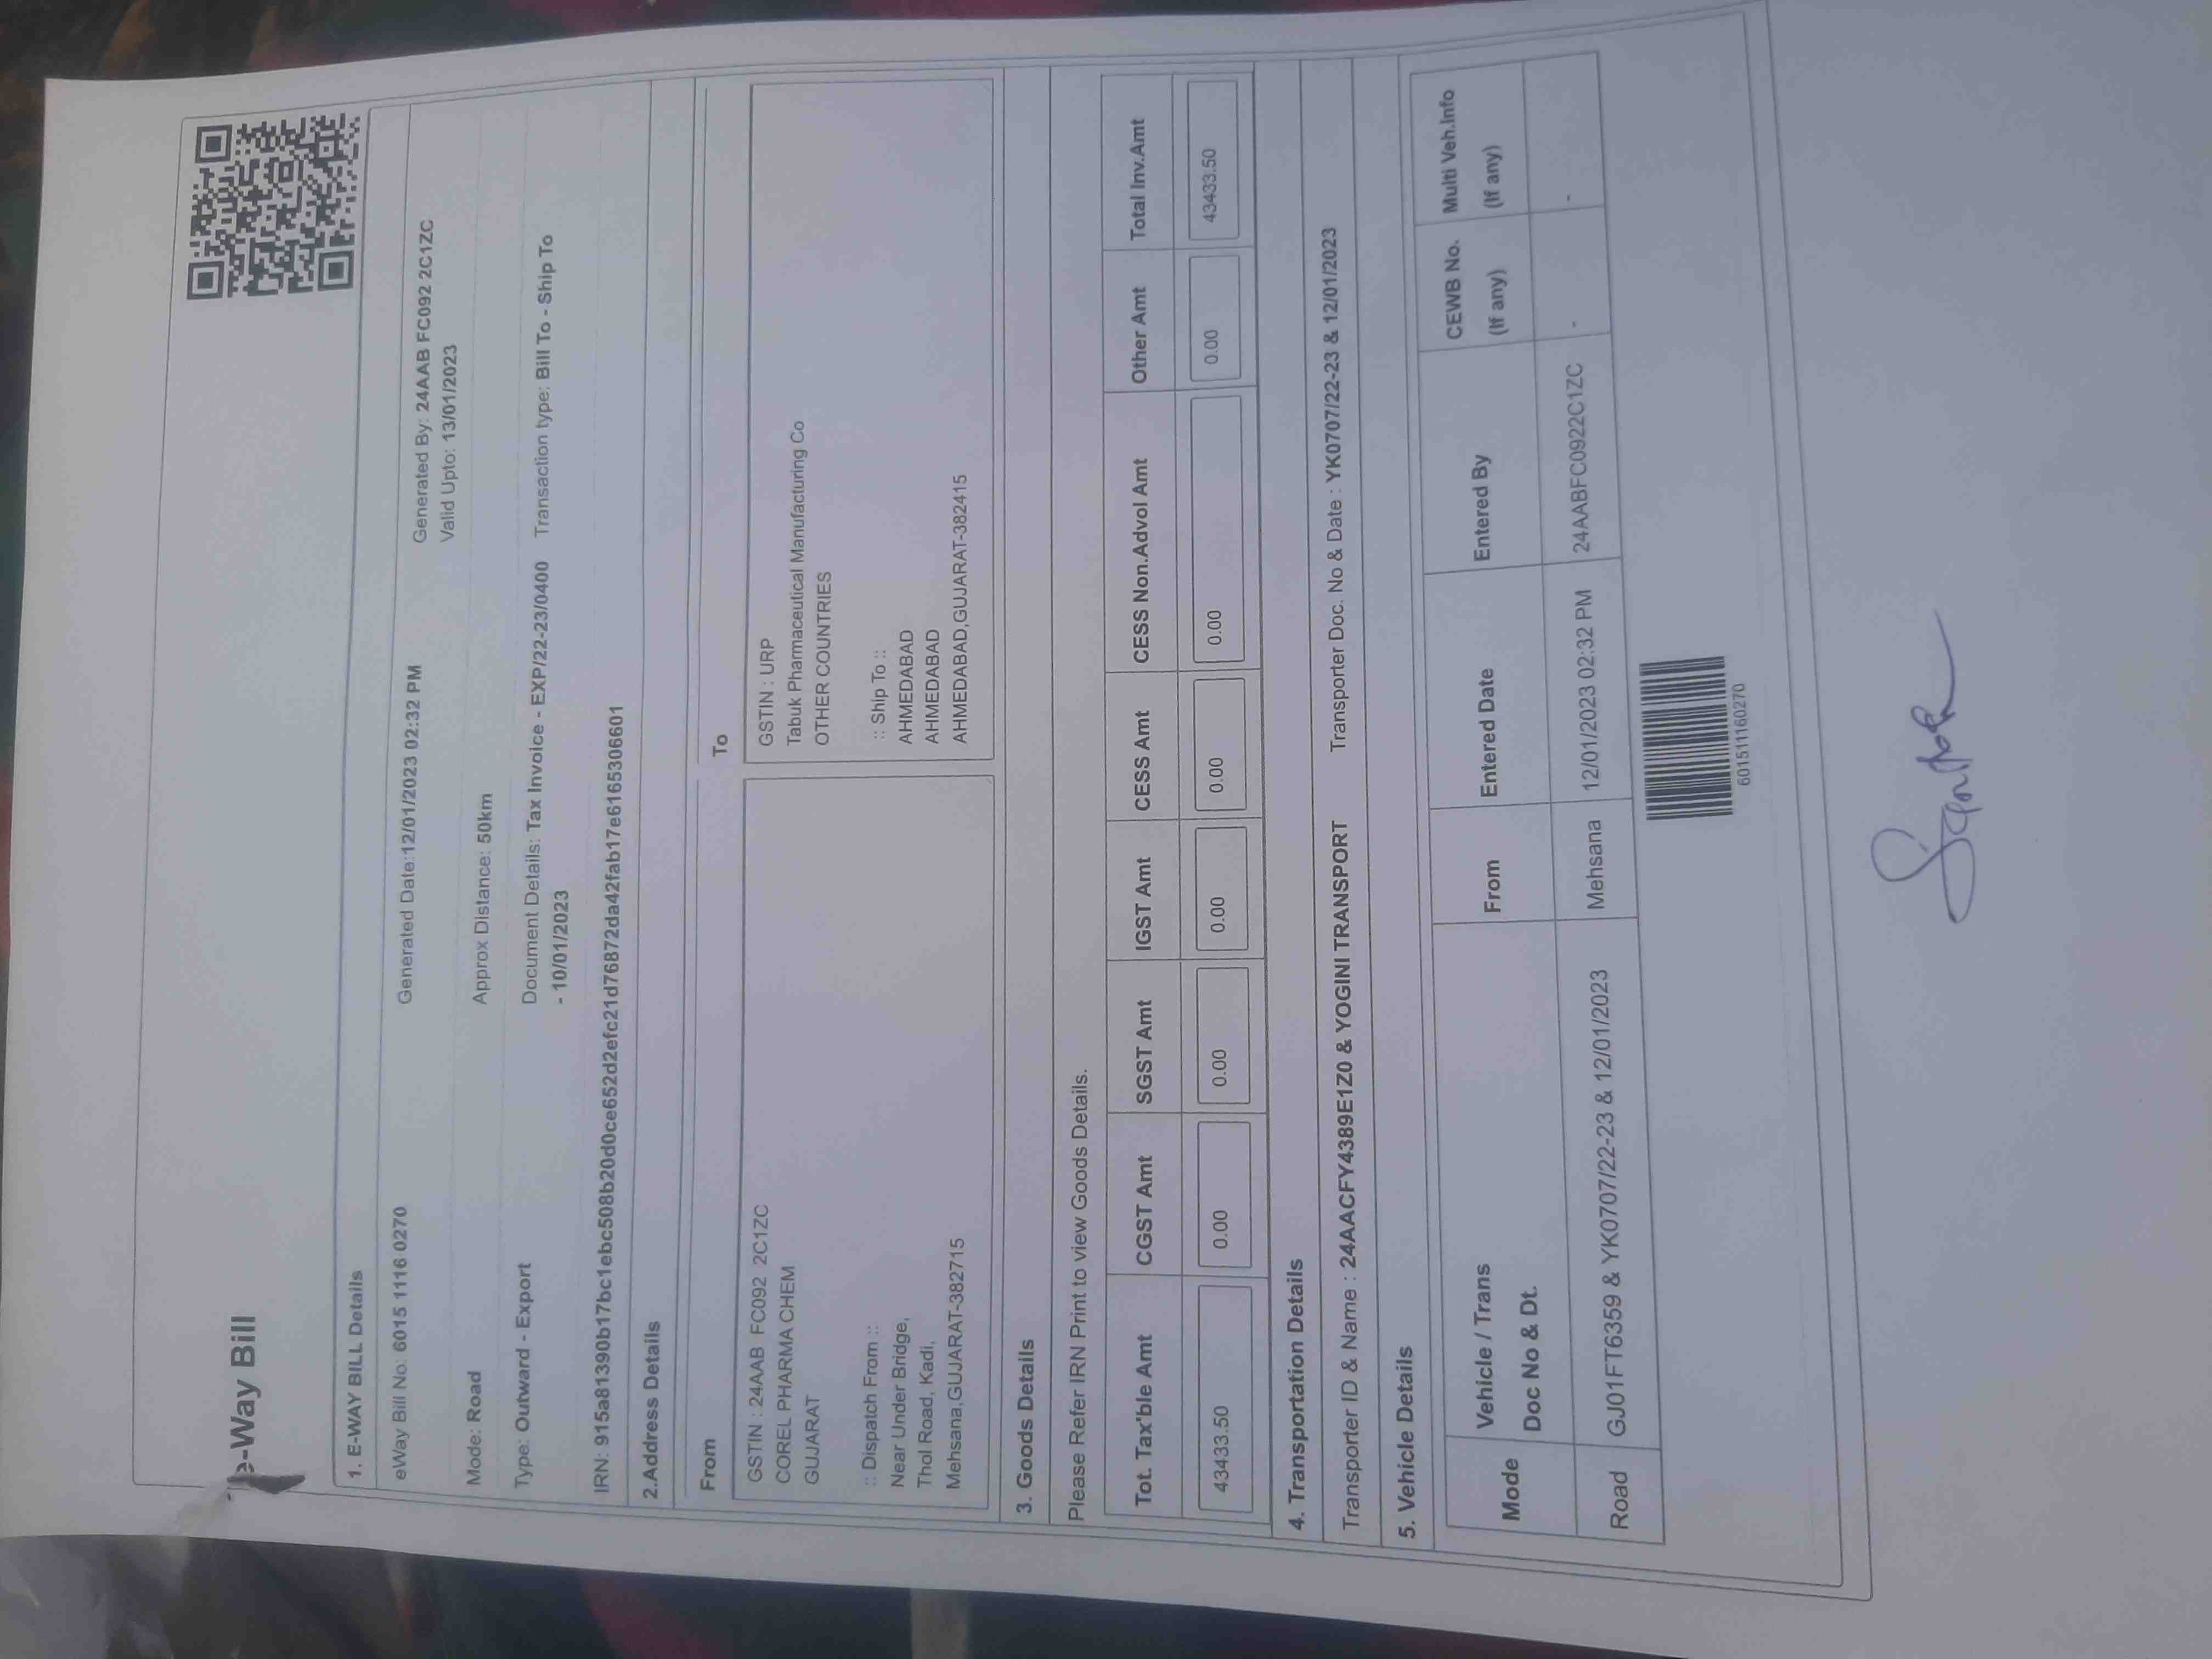 e-Way Bill
1. E-WAY BILL Details
eWay Bill No: 6015 1116 0270 Generated Date:12/01/2023 02:32 PM Generated By: 24AAB FC092 2C1ZC
Valid Upto: 13/01/2023
Mode: Road Approx Distance: 50km
Type: Outward - Export Document Details: Tax Invoice - EXP/22-23/0400 Transaction type: Bill To - Ship To
- 10/01/2023
IRN: 915a81390b17bc1ebc508b20d0ce652d2efc21d76872da42fab17e6165306601
2.Address Details
From
GSTIN : 24AAB FC092 2C1ZC
COREL PHARMA CHEM
GUJARAT
:: Dispatch From ::
Near Under Bridge,
Thol Road, Kadi,
Mehsana,GUJARAT-382715
To
GSTIN : URP
Tabuk Pharmaceutical Manufacturing Co
OTHER COUNTRIES
:: Ship To ::
AHMEDABAD
AHMEDABAD
AHMEDABAD,GUJARAT-382415
3. Goods Details
Please Refer IRN Print to view Goods Details.
Tot. Tax'ble Amt CGST Amt SGST Amt IGST Amt CESS Amt CESS Non.Advol Amt Other Amt Total Inv.Amt
43433.50 0.00 0.00 0.00 0.00 0.00 0.00 43433.50
4. Transportation Details
Transporter ID & Name : 24AACFY4389E1Z0 & YOGINI TRANSPORT Transporter Doc. No & Date : YK0707/22-23 & 12/01/2023
5. Vehicle Details
Mode Vehicle / Trans Doc No & Dt. From Entered Date Entered By CEWB No. (If any) Multi Veh.Info (If any)
Road GJ01FT6359 & YK0707/22-23 & 12/01/2023 Mehsana 12/01/2023 02:32 PM 24AABFC0922C1ZC - -
601511160270